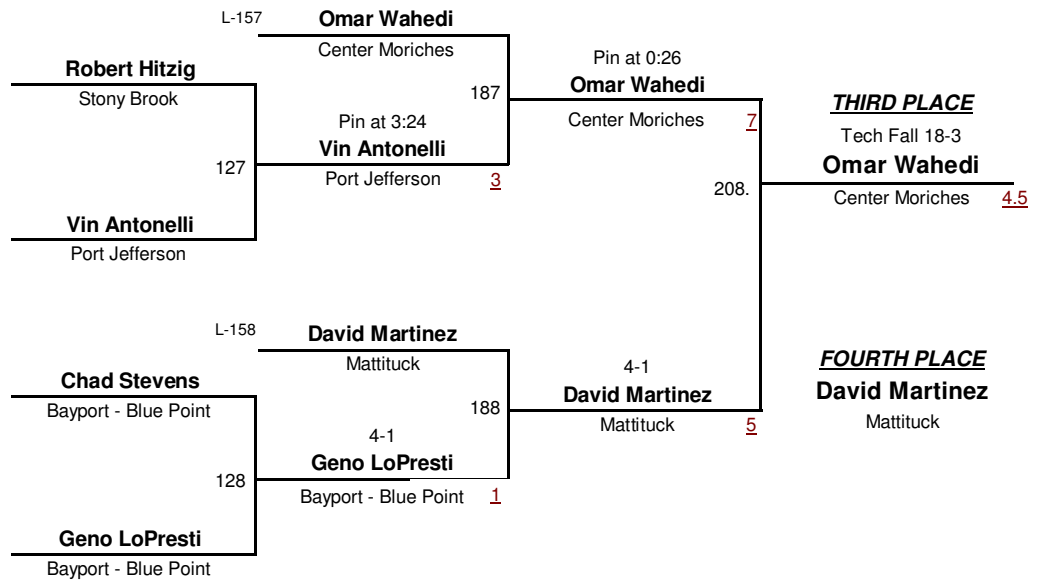 L-157
Omar Wahedi
Center Moriches
Robert Hitzig
Stony Brook
187
Pin at 0:26
Omar Wahedi
Center Moriches
7
THIRD PLACE
Tech Fall 18-3
Omar Wahedi
Center Moriches
4.5
127
Pin at 3:24
Vin Antonelli
Port Jefferson
3
208.
Vin Antonelli
Port Jefferson
L-158
David Martinez
Mattituck
Chad Stevens
Bayport - Blue Point
188
4-1
David Martinez
Mattituck
5
FOURTH PLACE
David Martinez
Mattituck
128
4-1
Geno LoPresti
Bayport - Blue Point
1
Geno LoPresti
Bayport - Blue Point